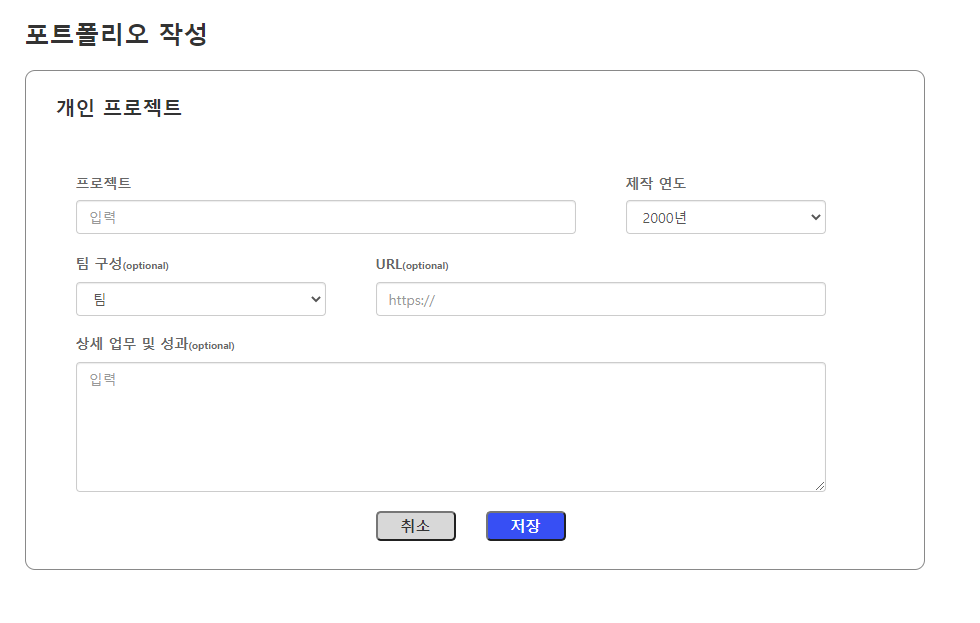 포트폴리오 작성
개인 프로젝트
프로젝트 제작 연도
입력 2000년
팀 구성(optional) URL(optional)
팀 https://
상세 업무 및 성과(optional)
입력
취소 저장